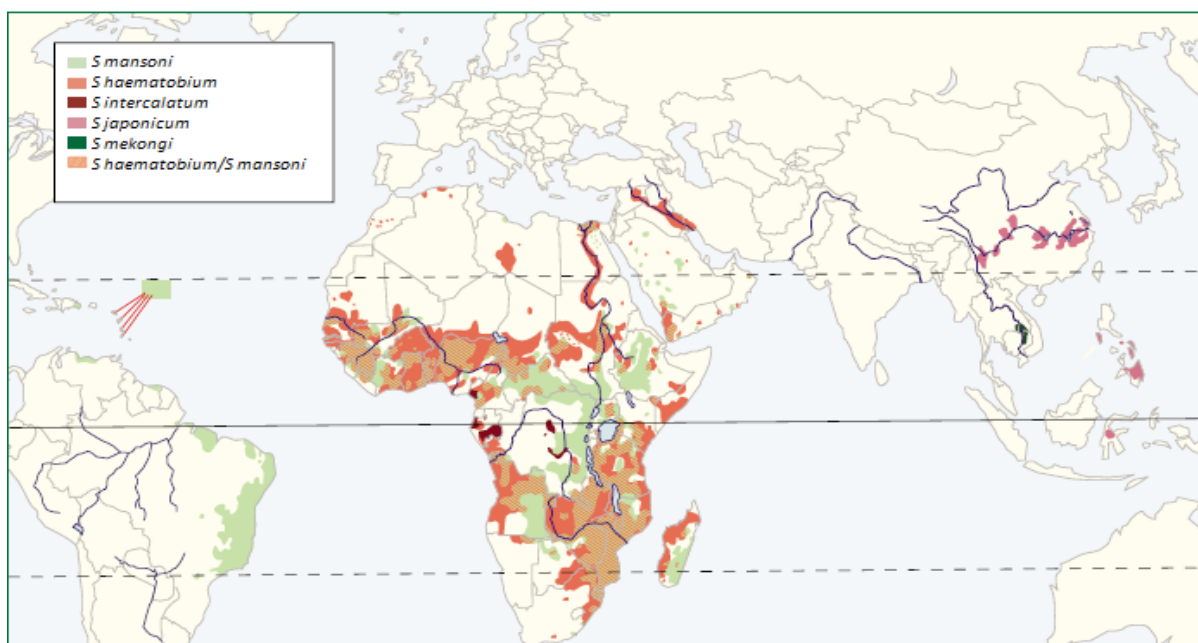 S mansoni
S haematobium
S intercalatum
S japonicum
S mekongi
S haematobium/S mansoni